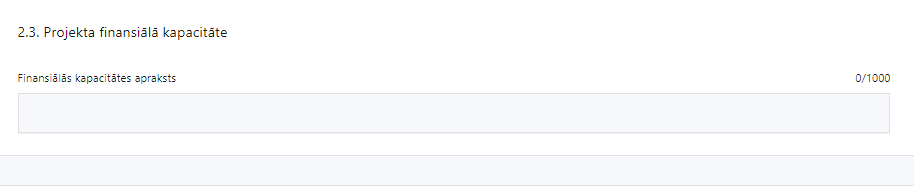 2.3. Projekta finansiālā kapacitāte
Finansiālās kapacitātes apraksts 0/1000